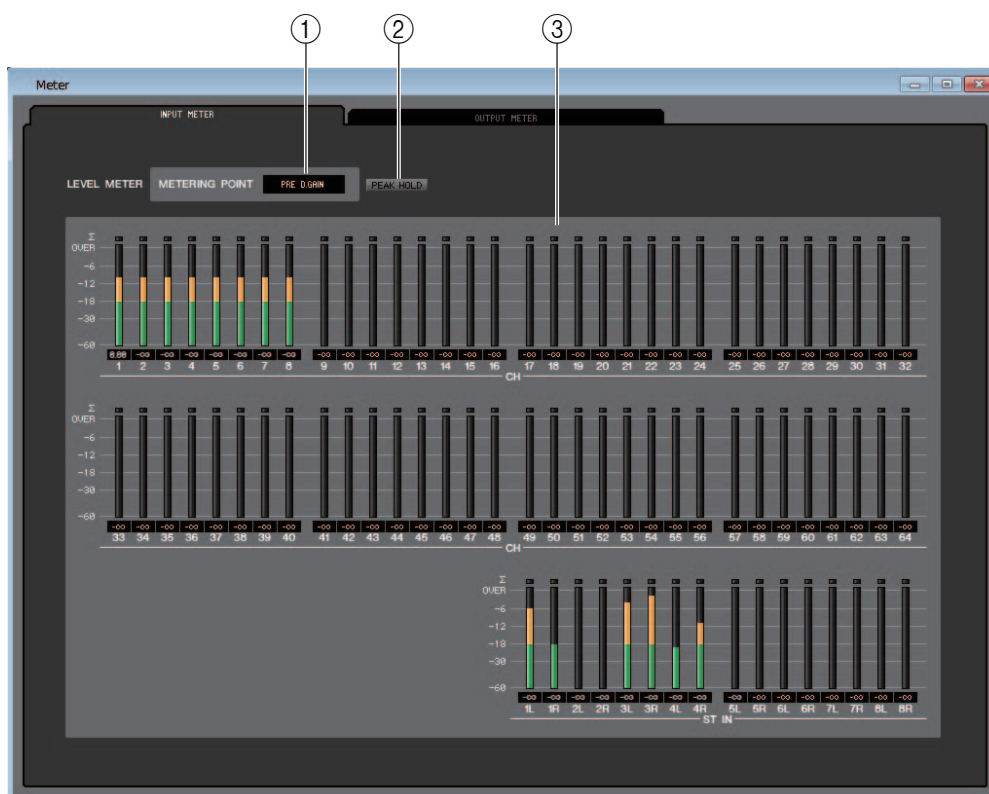 ① ② ③
Meter
INPUT METER OUTPUT METER
LEVEL METER METERING POINT PRE D.GAIN PEAK HOLD
Σ
OVER
-6
-12
-18
-30
-60
0.00 -∞ -∞ -∞ -∞ -∞ -∞ -∞ -∞ -∞ -∞ -∞ -∞ -∞ -∞ -∞ -∞ -∞ -∞ -∞ -∞ -∞ -∞ -∞ -∞ -∞ -∞ -∞ -∞ -∞ -∞ -∞
1 2 3 4 5 6 7 8 9 10 11 12 13 14 15 16 17 18 19 20 21 22 23 24 25 26 27 28 29 30 31 32
CH
Σ
OVER
-6
-12
-18
-30
-60
-∞ -∞ -∞ -∞ -∞ -∞ -∞ -∞ -∞ -∞ -∞ -∞ -∞ -∞ -∞ -∞ -∞ -∞ -∞ -∞ -∞ -∞ -∞ -∞ -∞ -∞ -∞ -∞ -∞ -∞ -∞ -∞
33 34 35 36 37 38 39 40 41 42 43 44 45 46 47 48 49 50 51 52 53 54 55 56 57 58 59 60 61 62 63 64
CH
Σ
OVER
-6
-12
-18
-30
-60
-∞ -∞ -∞ -∞ -∞ -∞ -∞ -∞ -∞ -∞ -∞ -∞ -∞ -∞ -∞ -∞
1L 1R 2L 2R 3L 3R 4L 4R 5L 5R 6L 6R 7L 7R 8L 8R
ST IN